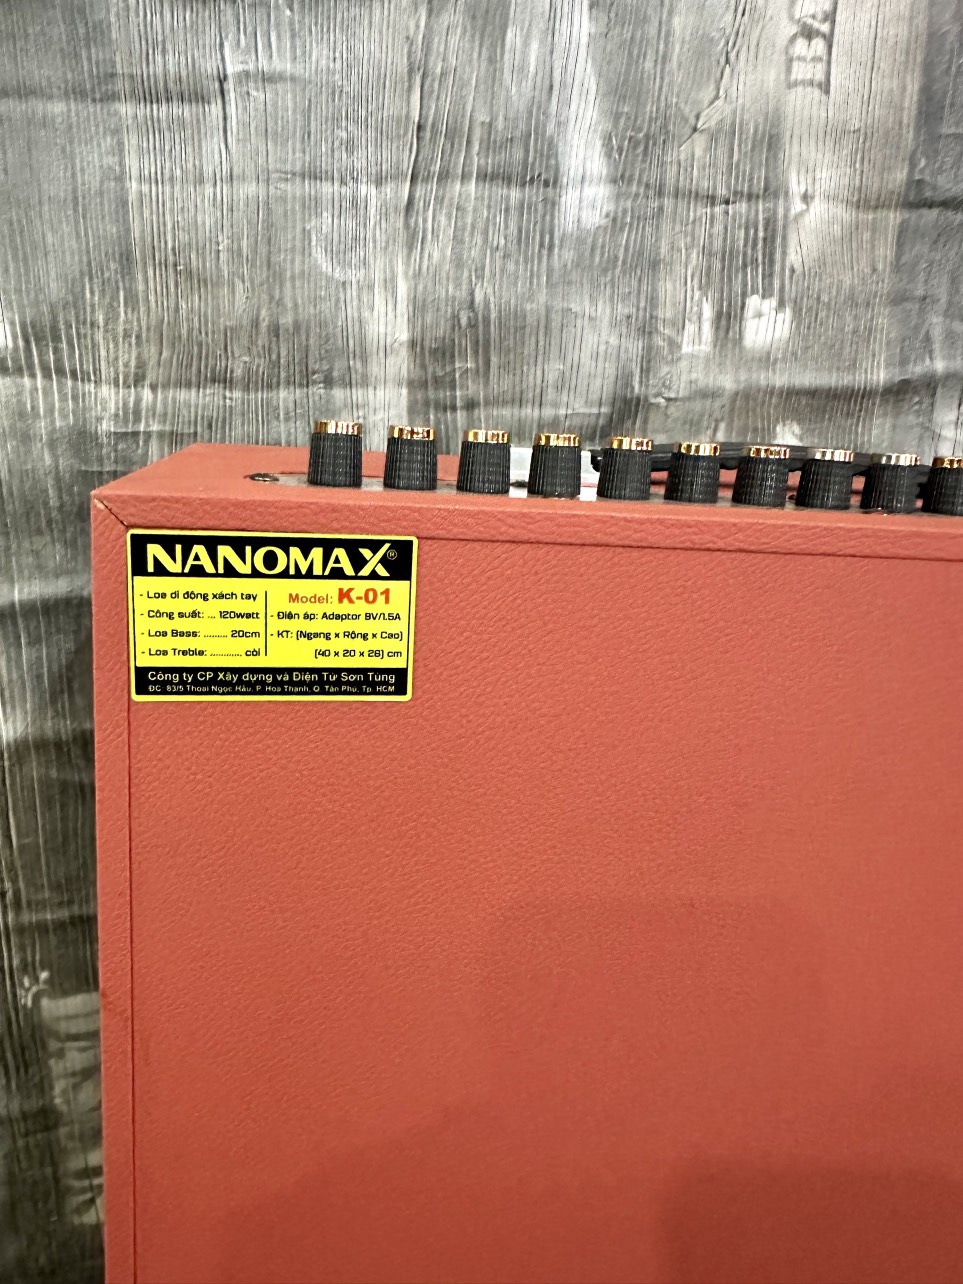 NANOMAX®
- Loa di động xách tay
- Công suất: ... 120watt
- Loa Bass: ......... 20cm
- Loa Treble: ............ còi
Model: K-01
- Điện áp: Adaptor 9V/1.5A
- KT: (Ngang x Rộng x Cao)
(40 x 20 x 28) cm
Công ty CP Xây dựng và Điện Tử Sơn Tùng
ĐC: 83/5 Thoại Ngọc Hầu, P. Hoà Thạnh, Q. Tân Phú, Tp. HCM